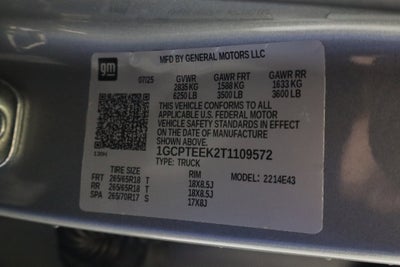 gm
MFD BY GENERAL MOTORS LLC
07/25 GVWR GAWR FRT GAWR RR
2835 KG 1588 KG 1633 KG
6250 LB 3500 LB 3600 LB
THIS VEHICLE CONFORMS TO ALL
APPLICABLE U.S. FEDERAL MOTOR
VEHICLE SAFETY STANDARDS IN EFFECT
ON THE DATE OF MANUFACTURE
SHOWN ABOVE.
1GCPTEEK2T1109572
TYPE: TRUCK
TIRE SIZE RIM MODEL: 2214E43
FRT 265/65R18 T 18X8.5J
RR 265/65R18 T 18X8.5J
SPA 265/70R17 S 17X8J